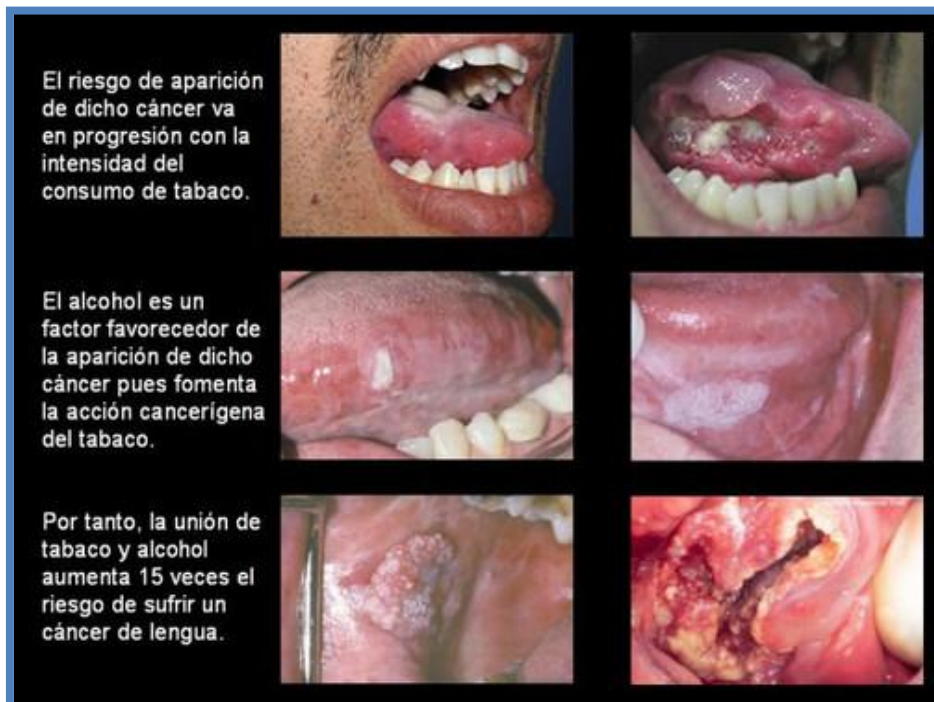 El riesgo de aparición
de dicho cáncer va
en progresión con la
intensidad del
consumo de tabaco.
El alcohol es un
factor favorecedor de
la aparición de dicho
cáncer pues fomenta
la acción cancerígena
del tabaco.
Por tanto, la unión de
tabaco y alcohol
aumenta 15 veces el
riesgo de sufrir un
cáncer de lengua.